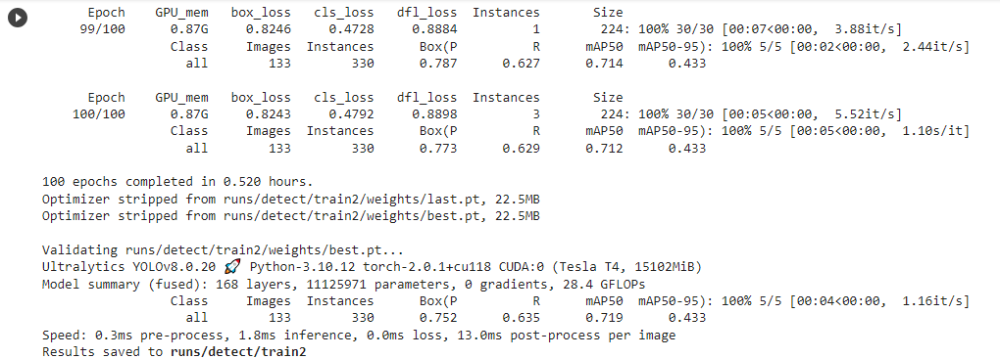 Epoch GPU_mem box_loss cls_loss dfl_loss Instances Size
99/100 0.87G 0.8246 0.4728 0.8884 1 224: 100% 30/30 [00:07<00:00, 3.88it/s]
Class Images Instances Box(P R mAP50 mAP50-95): 100% 5/5 [00:02<00:00, 2.44it/s]
all 133 330 0.787 0.627 0.714 0.433
Epoch GPU_mem box_loss cls_loss dfl_loss Instances Size
100/100 0.87G 0.8243 0.4792 0.8898 3 224: 100% 30/30 [00:05<00:00, 5.52it/s]
Class Images Instances Box(P R mAP50 mAP50-95): 100% 5/5 [00:05<00:00, 1.10s/it]
all 133 330 0.773 0.629 0.712 0.433
100 epochs completed in 0.520 hours.
Optimizer stripped from runs/detect/train2/weights/last.pt, 22.5MB
Optimizer stripped from runs/detect/train2/weights/best.pt, 22.5MB
Validating runs/detect/train2/weights/best.pt...
Ultralytics YOLOv8.0.20 🚀 Python-3.10.12 torch-2.0.1+cu118 CUDA:0 (Tesla T4, 15102MiB)
Model summary (fused): 168 layers, 11125971 parameters, 0 gradients, 28.4 GFLOPs
Class Images Instances Box(P R mAP50 mAP50-95): 100% 5/5 [00:04<00:00, 1.16it/s]
all 133 330 0.752 0.635 0.719 0.433
Speed: 0.3ms pre-process, 1.8ms inference, 0.0ms loss, 13.0ms post-process per image
Results saved to runs/detect/train2